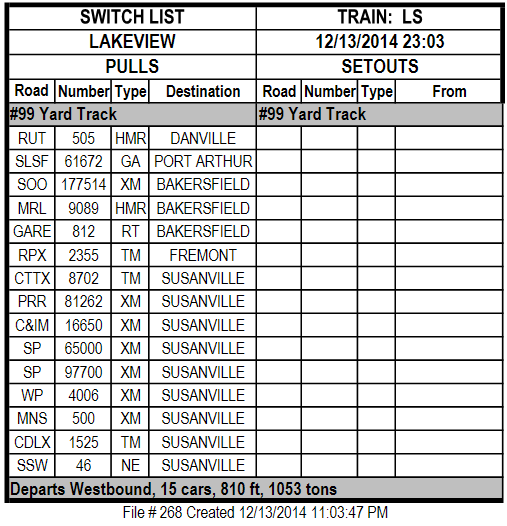 SWITCH LIST TRAIN: LS
LAKEVIEW 12/13/2014 23:03
PULLS SETOUTS
Road Number Type Destination Road Number Type From
#99 Yard Track #99 Yard Track
RUT 505 HMR DANVILLE
SLSF 61672 GA PORT ARTHUR
SOO 177514 XM BAKERSFIELD
MRL 9089 HMR BAKERSFIELD
GARE 812 RT BAKERSFIELD
RPX 2355 TM FREMONT
CTTX 8702 TM SUSANVILLE
PRR 81262 XM SUSANVILLE
C&IM 16650 XM SUSANVILLE
SP 65000 XM SUSANVILLE
SP 97700 XM SUSANVILLE
WP 4006 XM SUSANVILLE
MNS 500 XM SUSANVILLE
CDLX 1525 TM SUSANVILLE
SSW 46 NE SUSANVILLE
Departs Westbound, 15 cars, 810 ft, 1053 tons
File # 268 Created 12/13/2014 11:03:47 PM